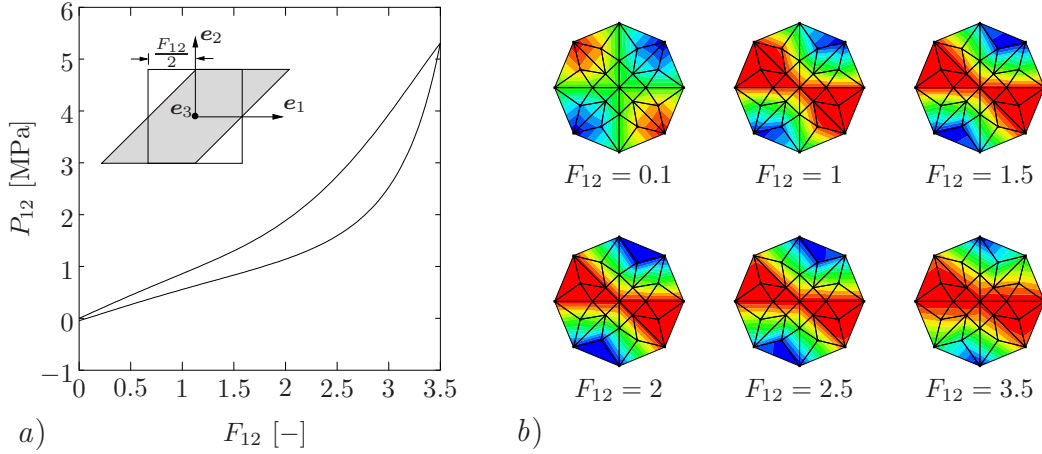 P₁₂ [MPa]
6
5
4
3
2
1
0
−1
0 0.5 1 1.5 2 2.5 3 3.5
F₁₂ [−]
F₁₂
2
e₂
e₃
e₁
a)
F₁₂ = 0.1 F₁₂ = 1 F₁₂ = 1.5
F₁₂ = 2 F₁₂ = 2.5 F₁₂ = 3.5
b)